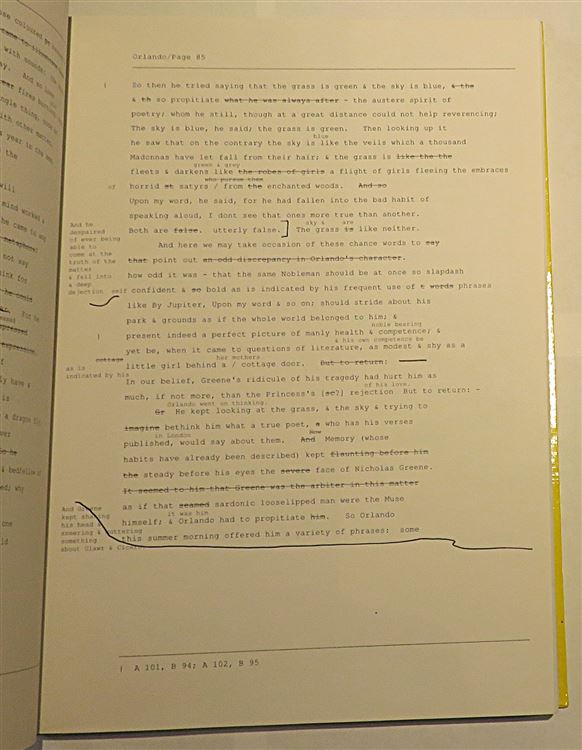 Orlando/Page 85
| So then he tried saying that the grass is green & the sky is blue, & the
& th so propitiate what he was always after - the austere spirit of
poetry; whom he still, though at a great distance could not help reverencing;
The sky is blue, he said; the grass is green. Then looking up it
blue
he saw that on the contrary the sky is like the veils which a thousand
Madonnas have let fall from their hair; & the grass is like the the
green & grey
fleets & darkens like the robes of girls a flight of girls fleeing the embraces
who pursue them
of horrid st satyrs / from the enchanted woods. And so
Upon my word, he said, for he had fallen into the bad habit of
speaking aloud, I dont see that ones more true than another.
sky & are
Both are false. utterly false.] The grass is like neither.
And he
despaired
of ever being
able to
come at the
truth of the
matter
& fell into
a deep
dejection
And here we may take occasion of these chance words to say
that point out an odd discrepancy in Orlando's character.
how odd it was - that the same Nobleman should be at once so slapdash
self confident & so bold as is indicated by his frequent use of t words phrases
like By Jupiter, Upon my word & so on; should stride about his
park & grounds as if the whole world belonged to him; &
noble bearing
present indeed a perfect picture of manly health & competence; &
& his own competence be
yet be, when it came to questions of literature, as modest & shy as a
cottage her mothers
little girl behind a / cottage door. But to return:
as is
indicated by his
In our belief, Greene's ridicule of his tragedy had hurt him as
of his love.
much, if not more, than the Princess's [sc?] rejection But to return: -
Orlando went on thinking.
Or He kept looking at the grass, & the sky & trying to
imagine bethink him what a true poet, a who has his verses
in London Now
published, would say about them. And Memory (whose
habits have already been described) kept flaunting before him
the steady before his eyes the severe face of Nicholas Greene.
It seemed to him that Greene was the arbiter in this matter
as if that seamed sardonic looselipped man were the Muse
it was him
himself; & Orlando had to propitiate him. So Orlando
this summer morning offered him a variety of phrases: some
And Greene
kept shaking
his head &
sneering & muttering
something
about Glawr &
| A 101, B 94; A 102, B 95